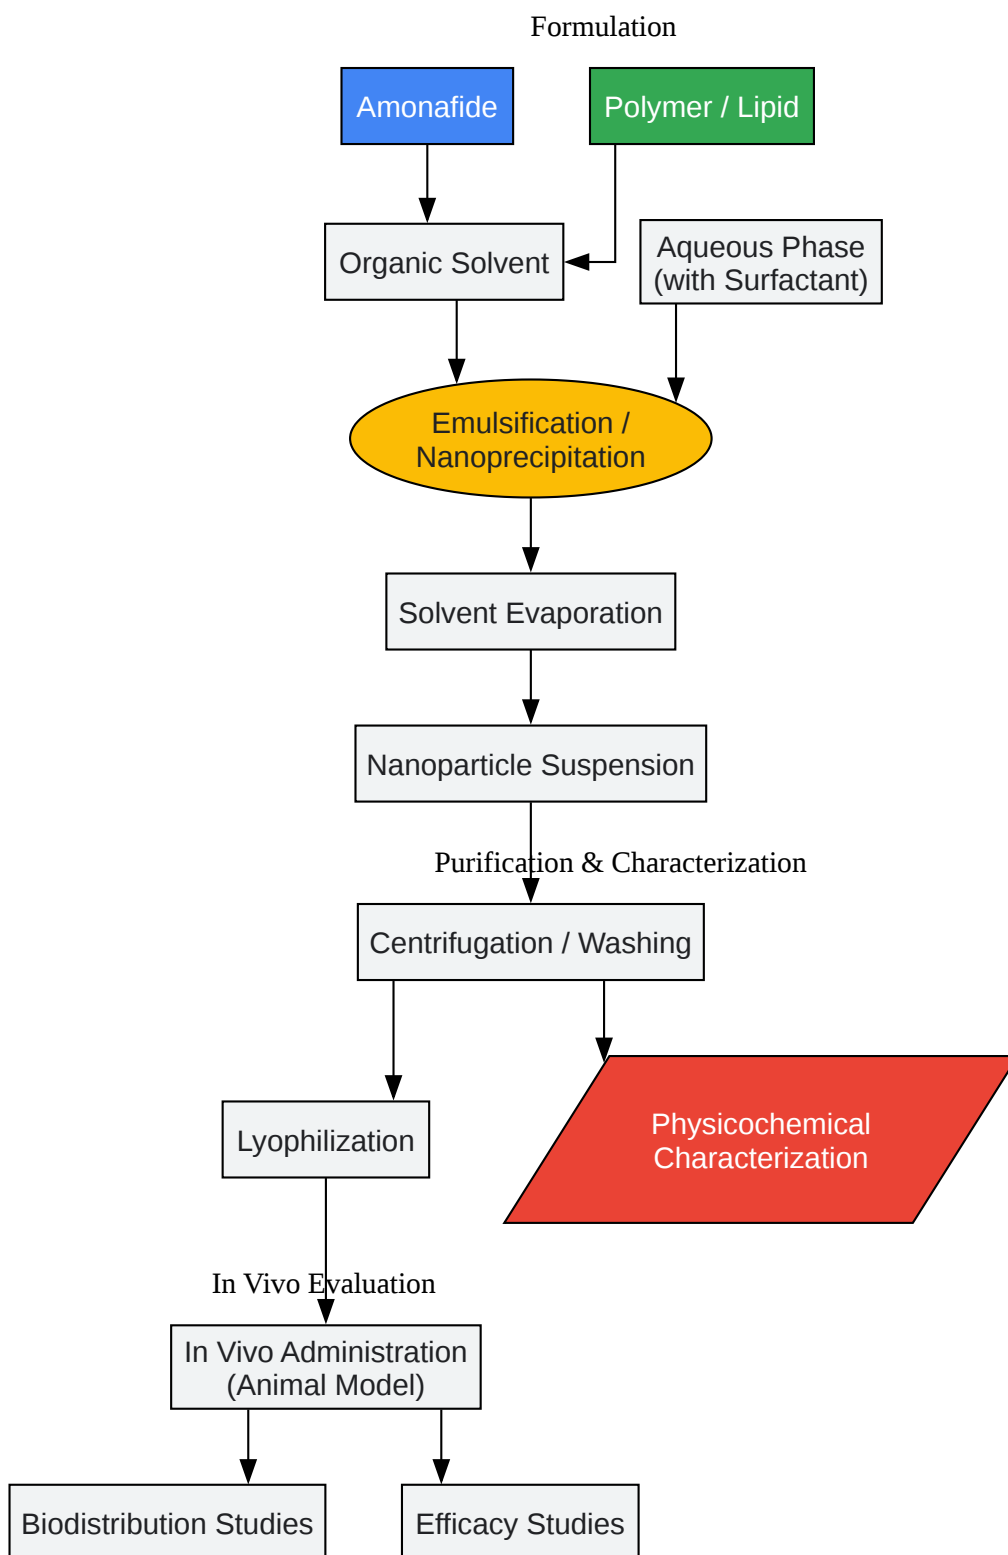 Formulation
Amonafide
Polymer / Lipid
Organic Solvent
Aqueous Phase
(with Surfactant)
Emulsification /
Nanoprecipitation
Solvent Evaporation
Nanoparticle Suspension
Purification & Characterization
Centrifugation / Washing
Physicochemical
Characterization
Lyophilization
In Vivo Evaluation
In Vivo Administration
(Animal Model)
Biodistribution Studies
Efficacy Studies